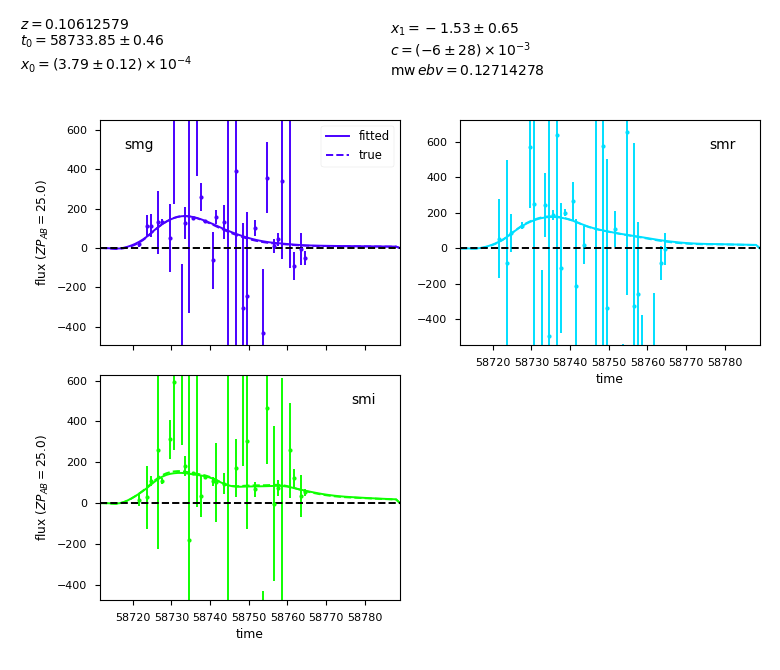 z = 0.10612579
t₀ = 58733.85 ± 0.46
x₀ = (3.79 ± 0.12) × 10⁻⁴
x₁ = −1.53 ± 0.65
c = (−6 ± 28) × 10⁻³
mw ebv = 0.12714278
smg
fitted
true
600
400
200
0
−200
−400
flux (ZP_AB = 25.0)
smr
600
400
200
0
−200
−400
58720 58730 58740 58750 58760 58770 58780
time
smi
600
400
200
0
−200
−400
flux (ZP_AB = 25.0)
58720 58730 58740 58750 58760 58770 58780
time